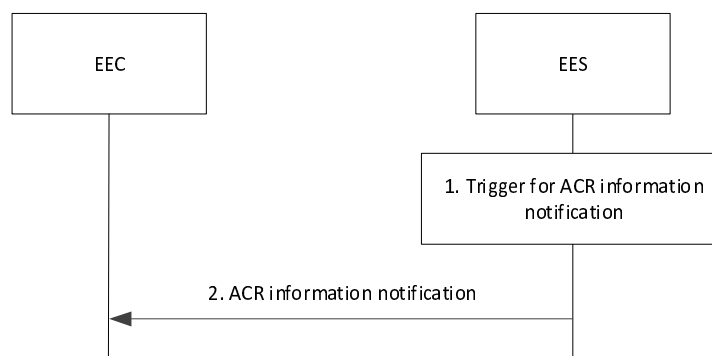 EEC
EES
1. Trigger for ACR information
notification
2. ACR information notification